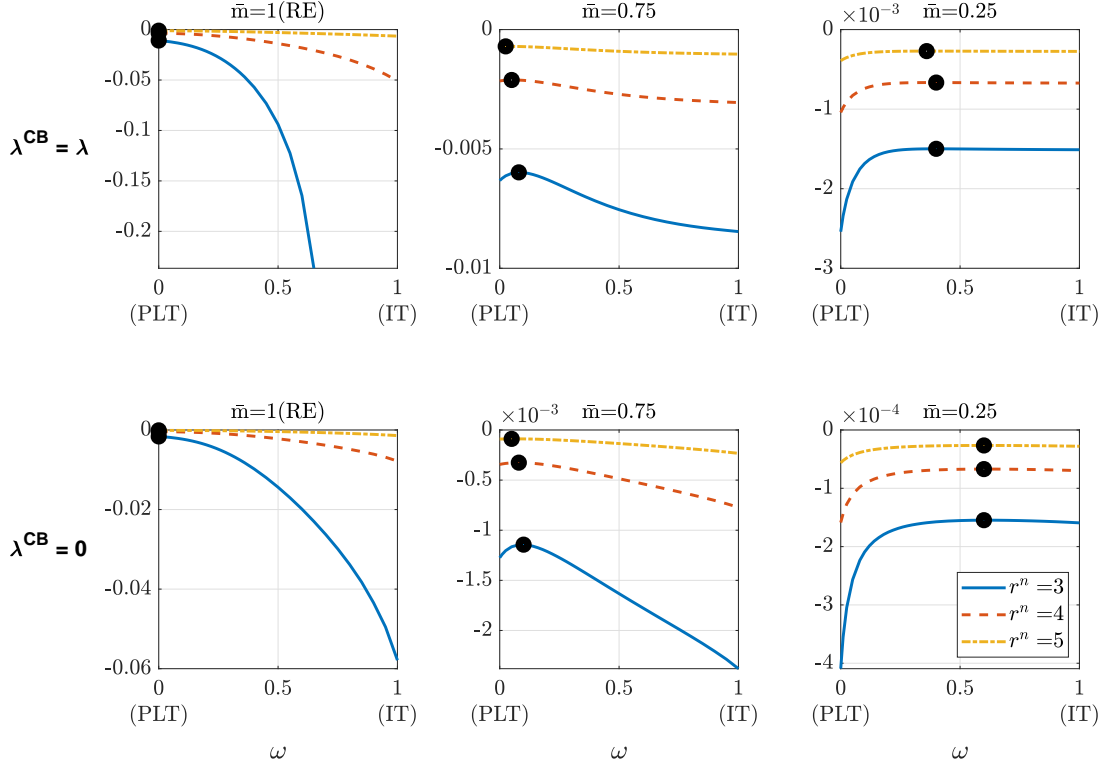 m̄=1(RE)
0
-0.05
-0.1
-0.15
-0.2
0 0.5 1
(PLT) (IT)
λ^CB = λ
m̄=0.75
0
-0.005
-0.01
0 0.5 1
(PLT) (IT)
×10^-3 m̄=0.25
0
-1
-2
-3
0 0.5 1
(PLT) (IT)
m̄=1(RE)
0
-0.02
-0.04
-0.06
0 0.5 1
(PLT) (IT)
ω
λ^CB = 0
×10^-3 m̄=0.75
0
-0.5
-1
-1.5
-2
0 0.5 1
(PLT) (IT)
ω
×10^-4 m̄=0.25
0
-1
-2
-3
-4
r^n =3
r^n =4
r^n =5
0 0.5 1
(PLT) (IT)
ω